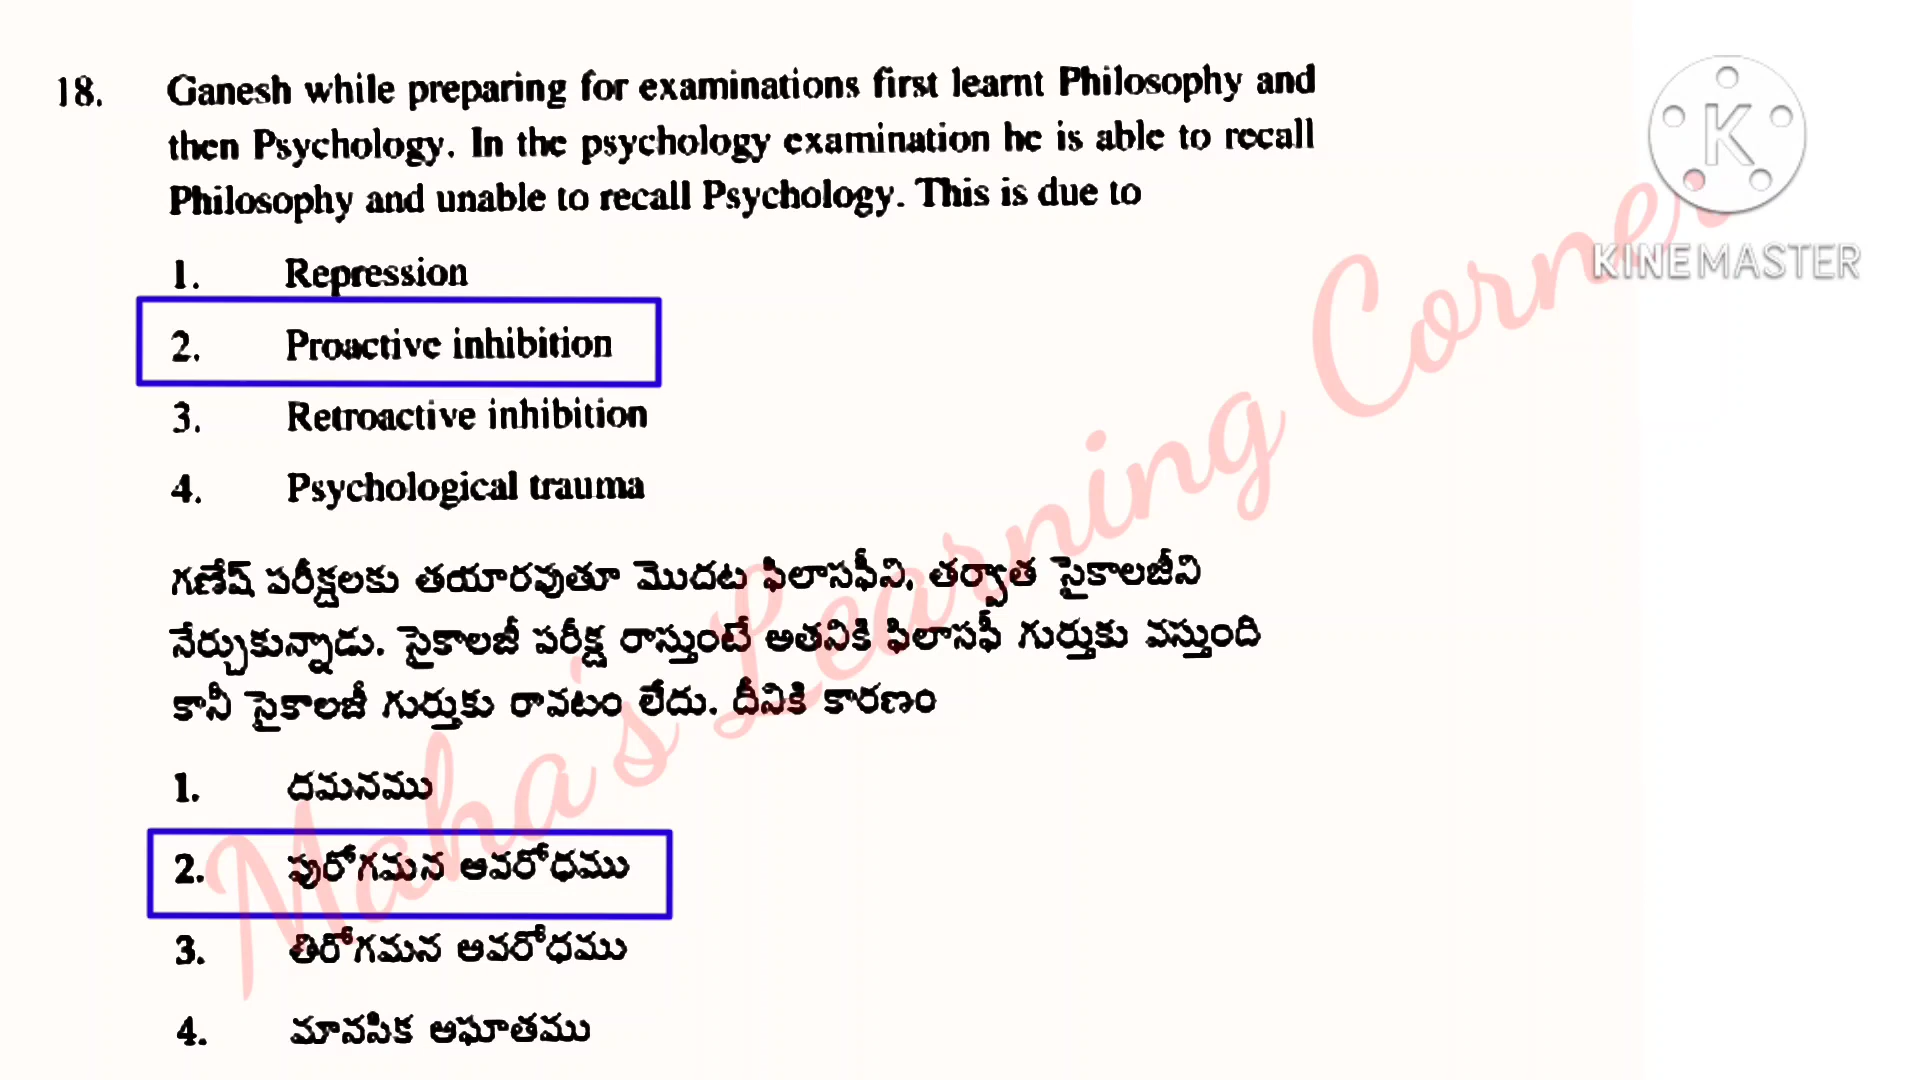 18. Ganesh while preparing for examinations first learnt Philosophy and
then Psychology. In the psychology examination he is able to recall
Philosophy and unable to recall Psychology. This is due to
1. Repression
2. Proactive inhibition
3. Retroactive inhibition
4. Psychological trauma
గణేష్ పరీక్షలకు తయారవుతూ మొదట ఫిలాసఫీని, తర్వాత సైకాలజీని
నేర్చుకున్నాడు. సైకాలజీ పరీక్ష రాస్తుంటే అతనికి ఫిలాసఫీ గుర్తుకు వస్తుంది
కానీ సైకాలజీ గుర్తుకు రావటం లేదు. దీనికి కారణం
1. దమనము
2. పురోగమన అవరోధము
3. తిరోగమన అవరోధము
4. మానసిక ఆఘాతము
Maha's Learning Corner
K
KINEMASTER